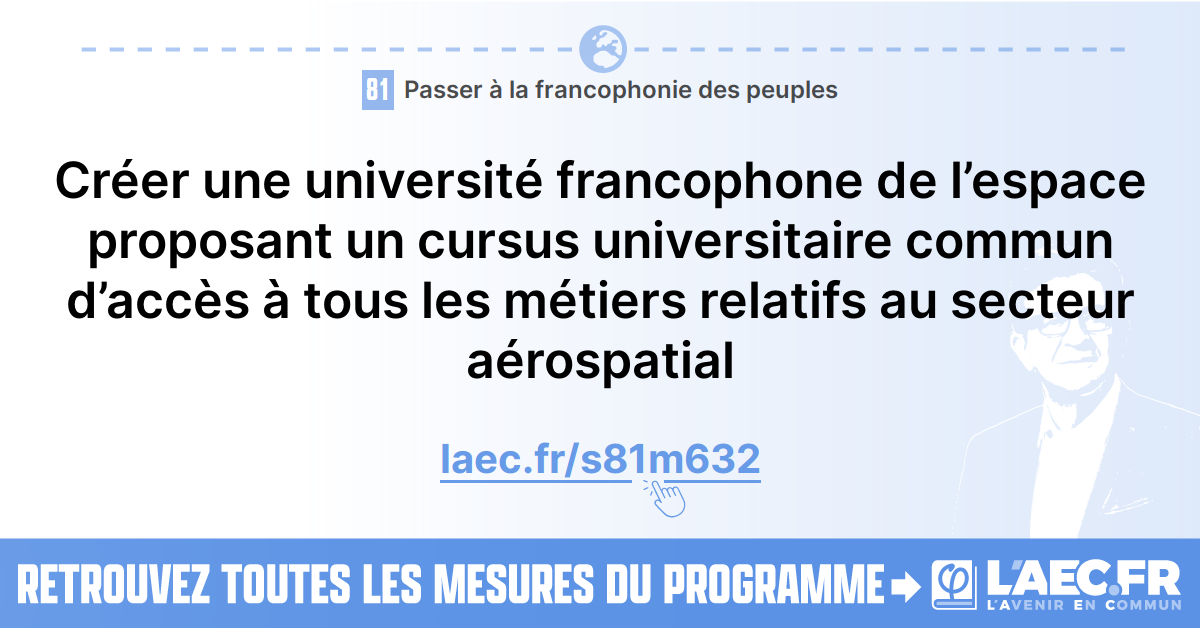 81 Passer à la francophonie des peuples
Créer une université francophone de l’espace
proposant un cursus universitaire commun
d’accès à tous les métiers relatifs au secteur
aérospatial
laec.fr/s81m632
RETROUVEZ TOUTES LES MESURES DU PROGRAMME
L'AEC.FR
L'AVENIR EN COMMUN